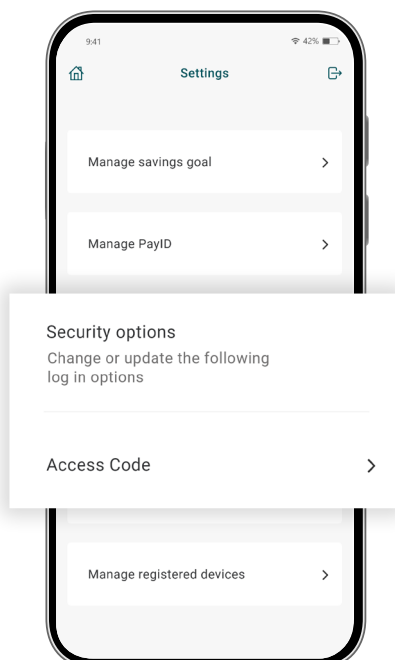 9:41
42%
Settings
Manage savings goal
Manage PayID
Security options
Change or update the following
log in options
Access Code
Manage registered devices